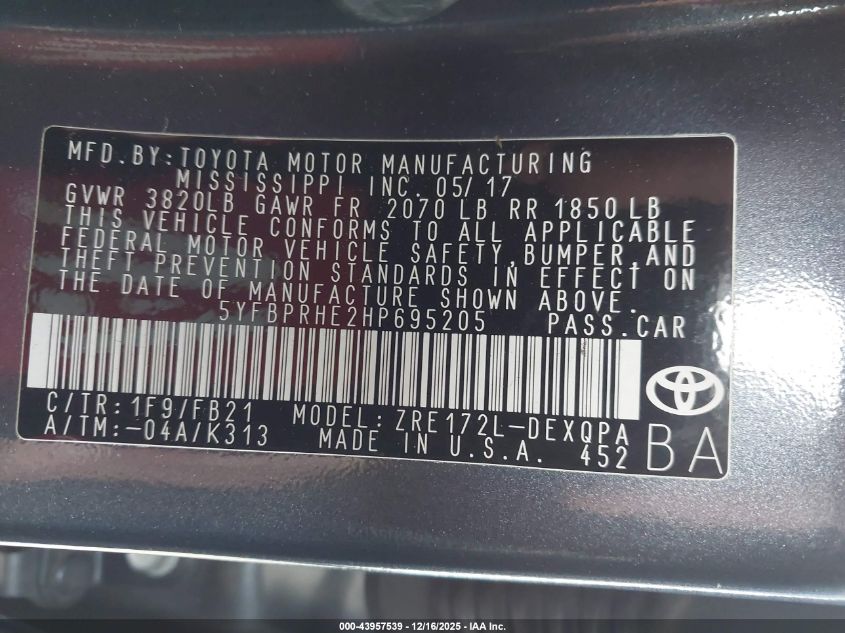 MFD.BY:TOYOTA MOTOR MANUFACTURING
MISSISSIPPI INC. 05/17
GVWR 3820LB GAWR FR 2070 LB RR 1850 LB
THIS VEHICLE CONFORMS TO ALL APPLICABLE
FEDERAL MOTOR VEHICLE SAFETY,BUMPER,AND
THEFT PREVENTION STANDARDS IN EFFECT ON
THE DATE OF MANUFACTURE SHOWN ABOVE.
5YFBPRHE2HP695205 PASS.CAR
C/TR:1F9/FB21 MODEL:ZRE172L-DEXQPA
A/TM:-04A/K313 MADE IN U.S.A. 452 BA
000-43957539 - 12/16/2025 - IAA Inc.